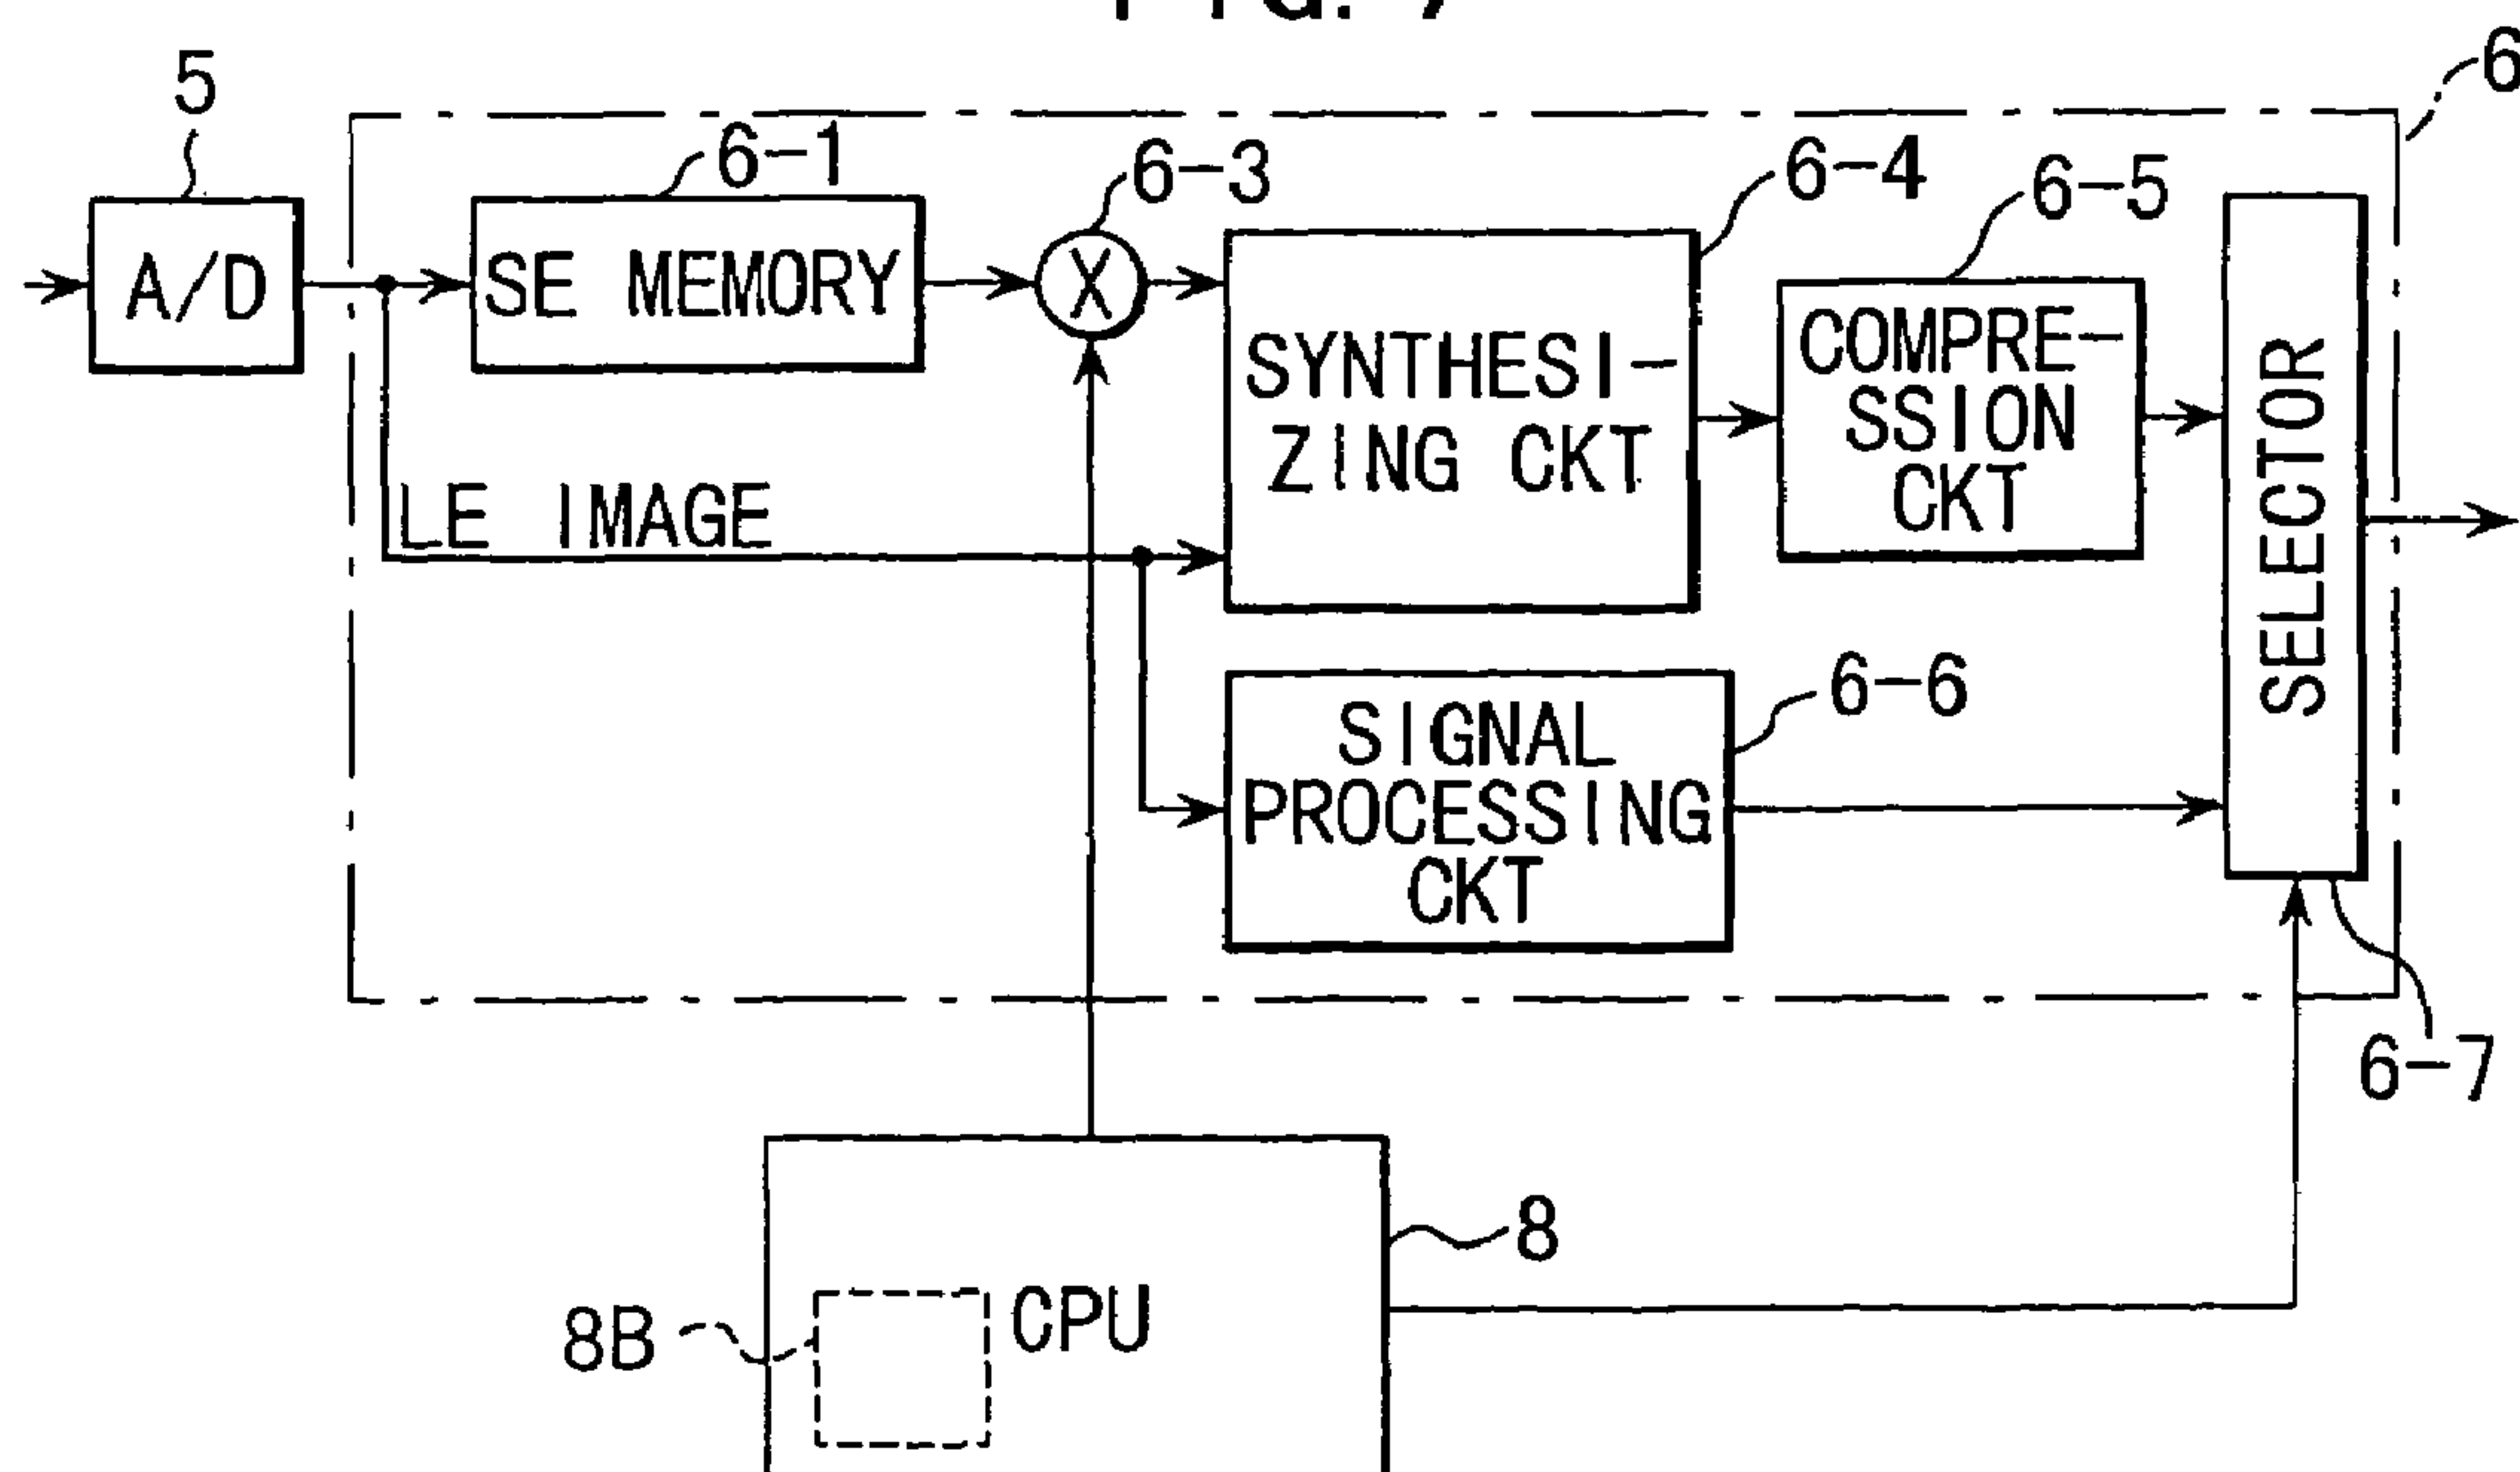 5
6
6-1
6-3
6-4
6-5
A/D
SE MEMORY
X
SYNTHESI-
ZING CKT
COMPRE-
SSION
CKT
SELECTOR
LE IMAGE
6-6
SIGNAL
PROCESSING
CKT
6-7
8
8B
CPU